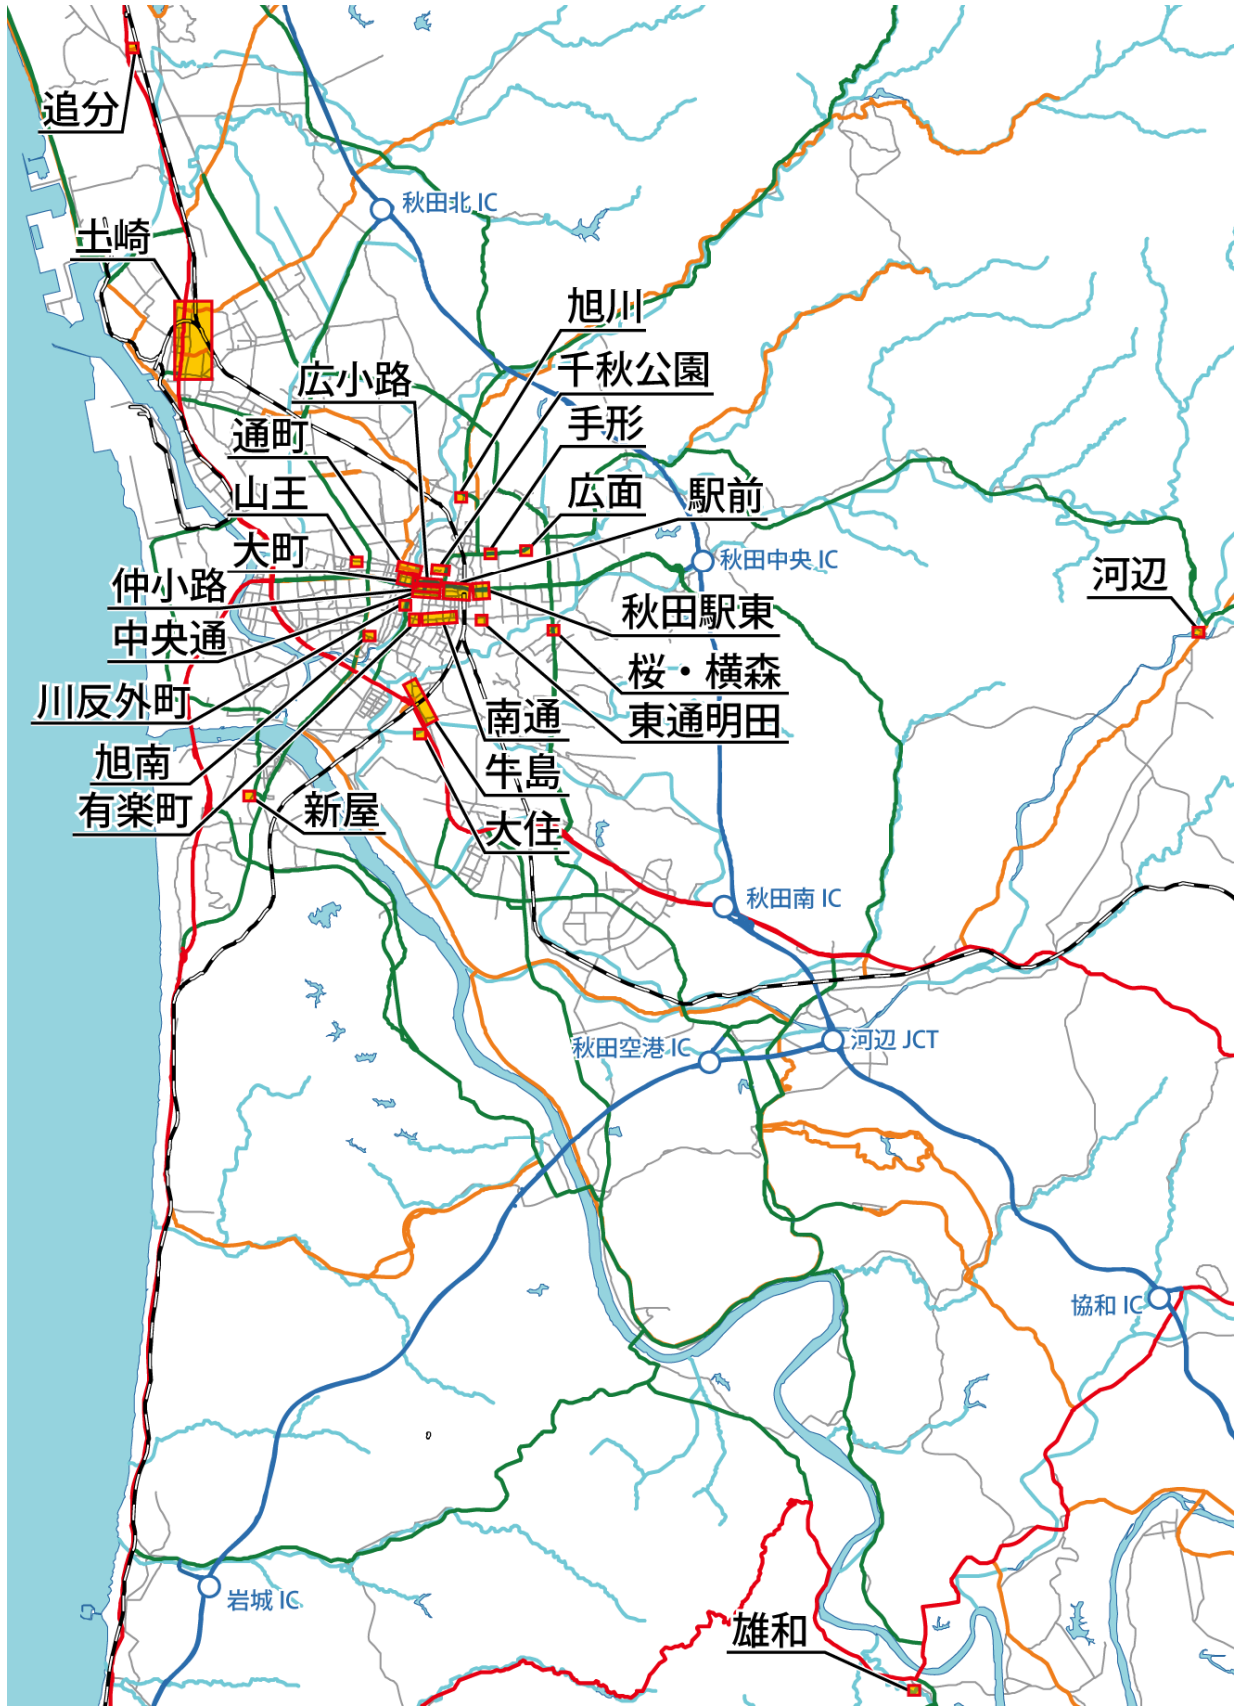 追分
秋田北 IC
土崎
旭川
広小路
千秋公園
通町
手形
山王
広面
駅前
大町
秋田中央 IC
河辺
仲小路
秋田駅東
中央通
桜・横森
川反外町
南通
東通明田
旭南
牛島
有楽町
新屋
大住
秋田南 IC
秋田空港 IC
河辺 JCT
協和 IC
岩城 IC
雄和